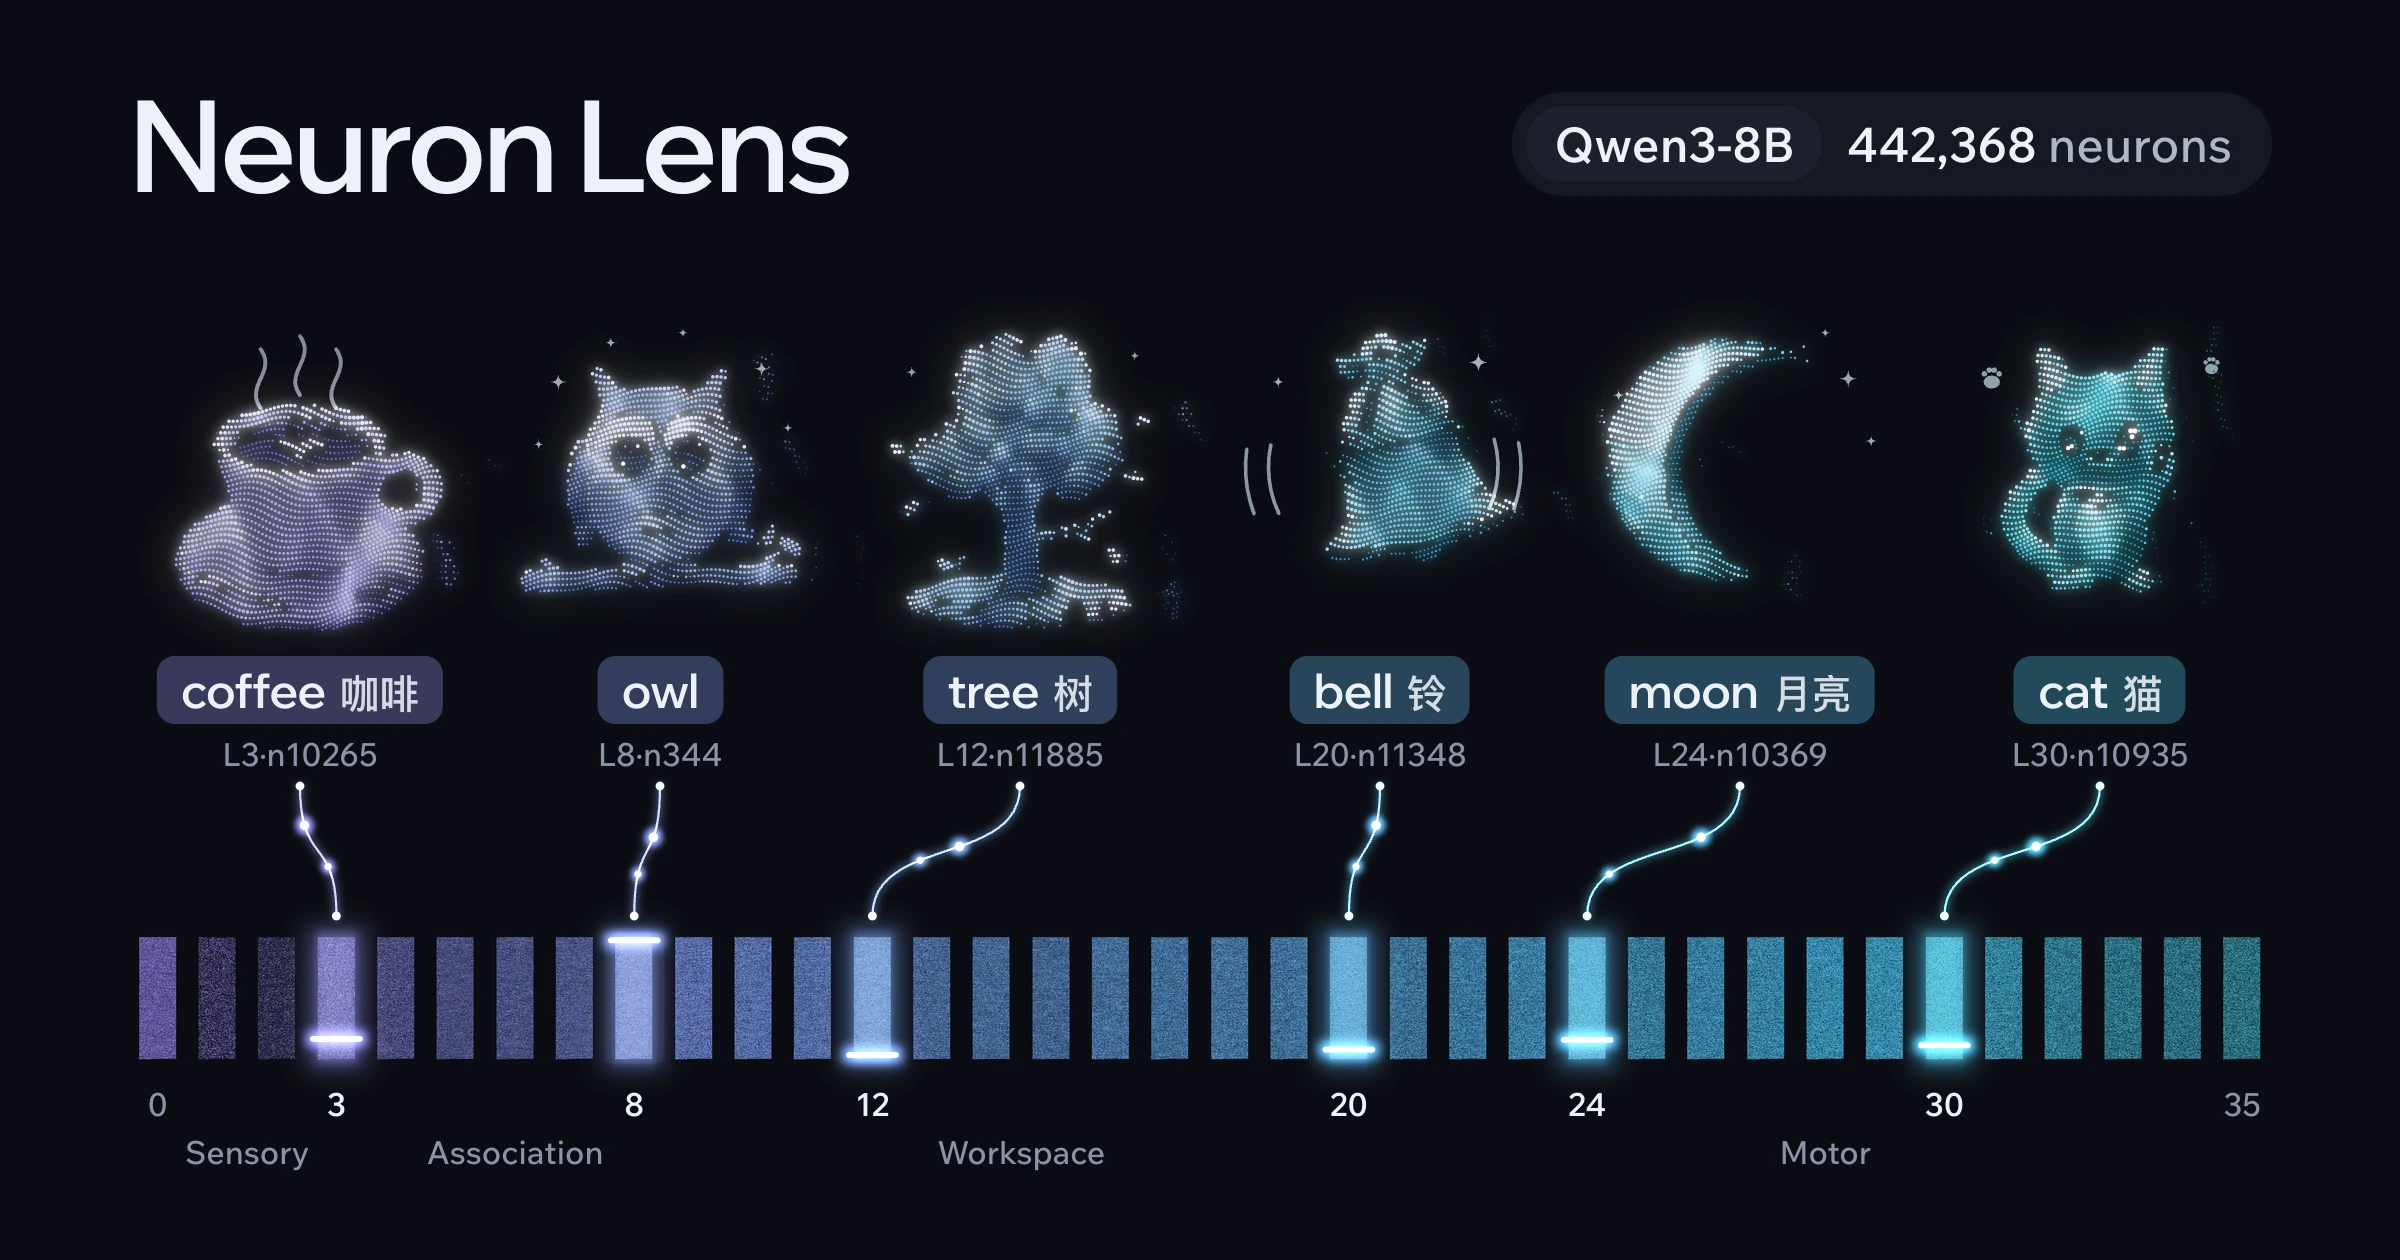 Neuron Lens
Qwen3-8B 442,368 neurons
coffee 咖啡
owl
tree 树
bell 铃
moon 月亮
cat 猫
L3·n10265
L8·n344
L12·n11885
L20·n11348
L24·n10369
L30·n10935
0 3 8 12 20 24 30 35
Sensory Association Workspace Motor